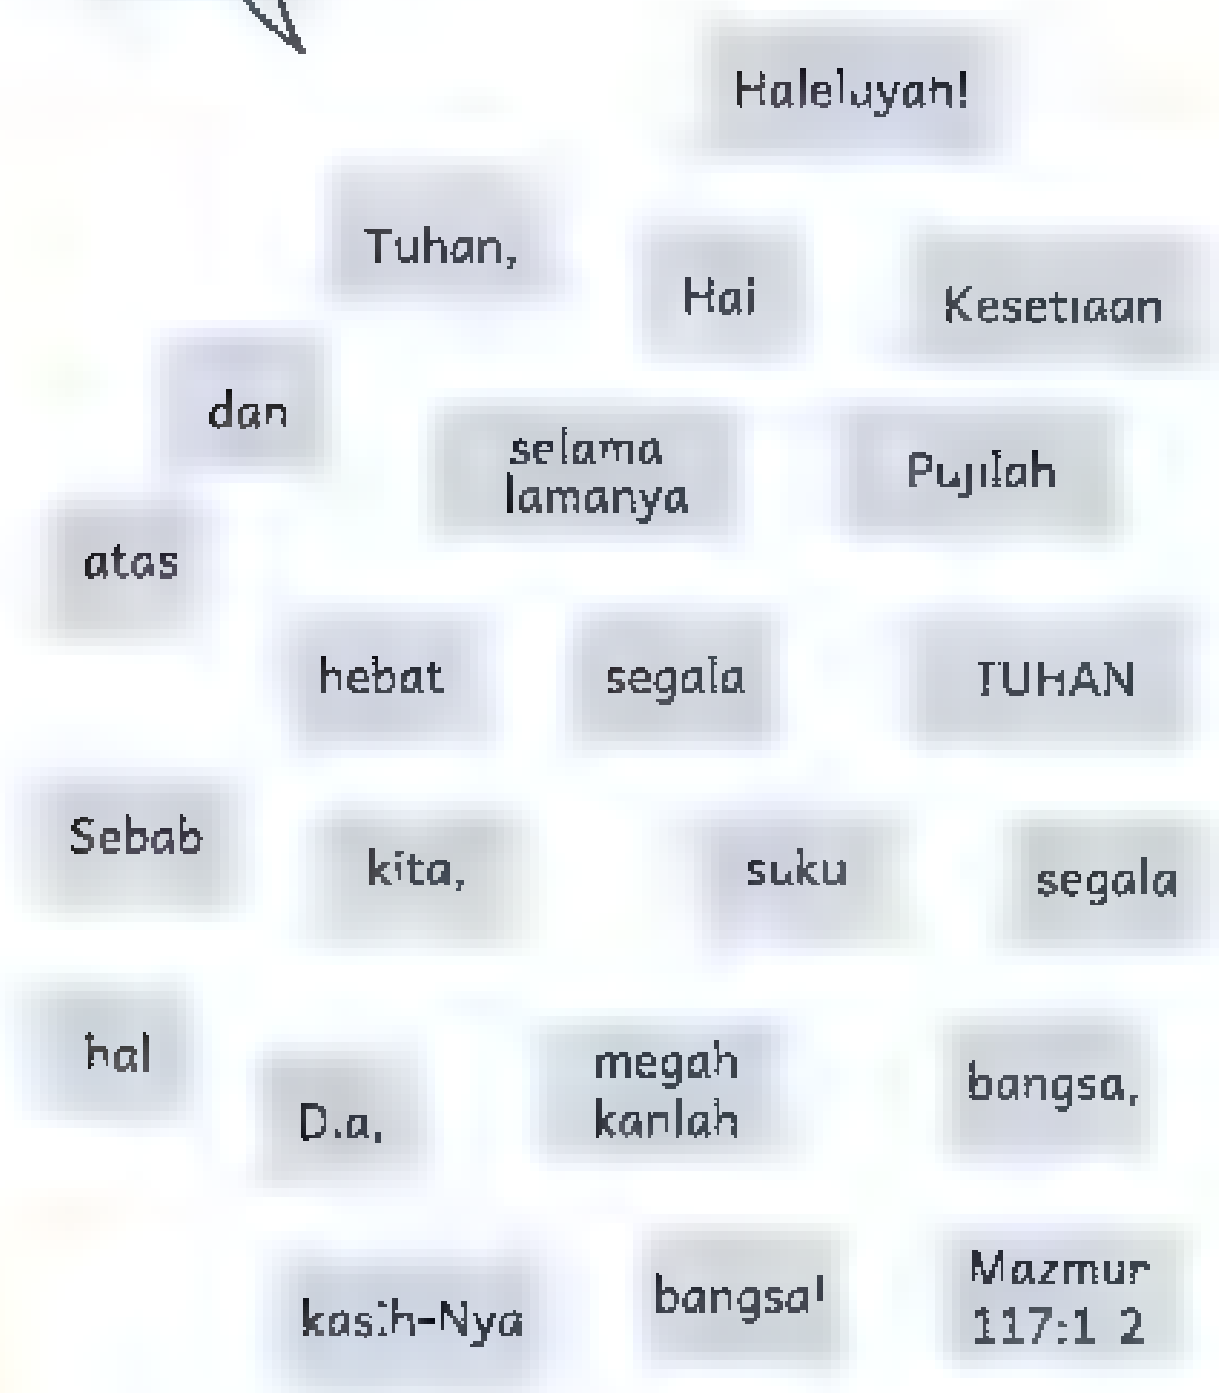 Haleluyah!
Tuhan,
Hai
Kesetiaan
dan
selama
lamanya
Pujilah
atas
hebat
segala
TUHAN
Sebab
kita,
suku
segala
hal
Dia,
megah
kanlah
bangsa,
kasih-Nya
bangsa!
Mazmur
117:1 2